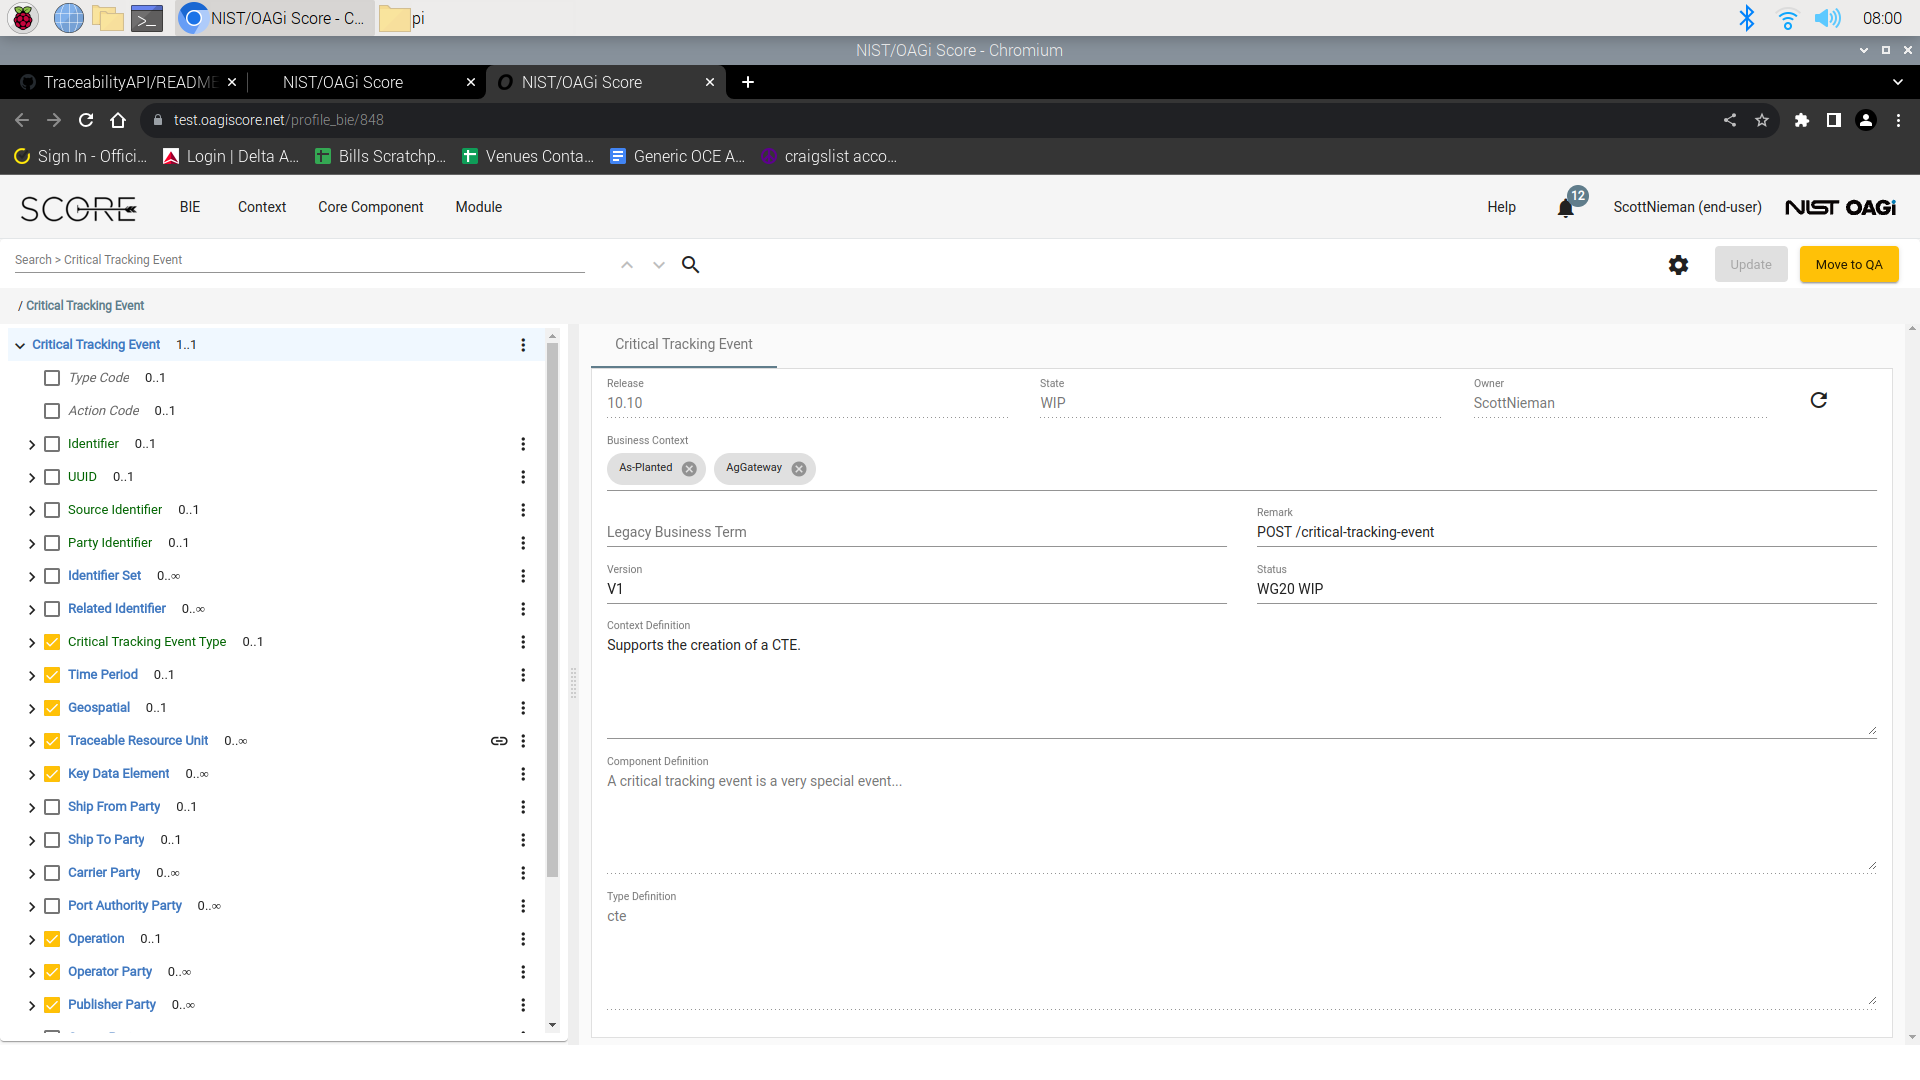 NIST/OAGi Score - C... pi 08:00
NIST/OAGi Score - Chromium
TraceabilityAPI/README NIST/OAGi Score NIST/OAGi Score
test.oagiscore.net/profile_bie/848
Sign In - Offici... Login | Delta A... Bills Scratchp... Venues Conta... Generic OCE A... craigslist acco...
SCORE BIE Context Core Component Module Help 12 ScottNieman (end-user) NIST OAGi
Search > Critical Tracking Event Update Move to QA
/ Critical Tracking Event
Critical Tracking Event 1..1
Type Code 0..1
Action Code 0..1
Identifier 0..1
UUID 0..1
Source Identifier 0..1
Party Identifier 0..1
Identifier Set 0..∞
Related Identifier 0..∞
Critical Tracking Event Type 0..1
Time Period 0..1
Geospatial 0..1
Traceable Resource Unit 0..∞
Key Data Element 0..∞
Ship From Party 0..1
Ship To Party 0..1
Carrier Party 0..∞
Port Authority Party 0..∞
Operation 0..1
Operator Party 0..∞
Publisher Party 0..∞
Critical Tracking Event
Release State Owner
10.10 WIP ScottNieman
Business Context
As-Planted AgGateway
Remark
Legacy Business Term POST /critical-tracking-event
Version Status
V1 WG20 WIP
Context Definition
Supports the creation of a CTE.
Component Definition
A critical tracking event is a very special event...
Type Definition
cte